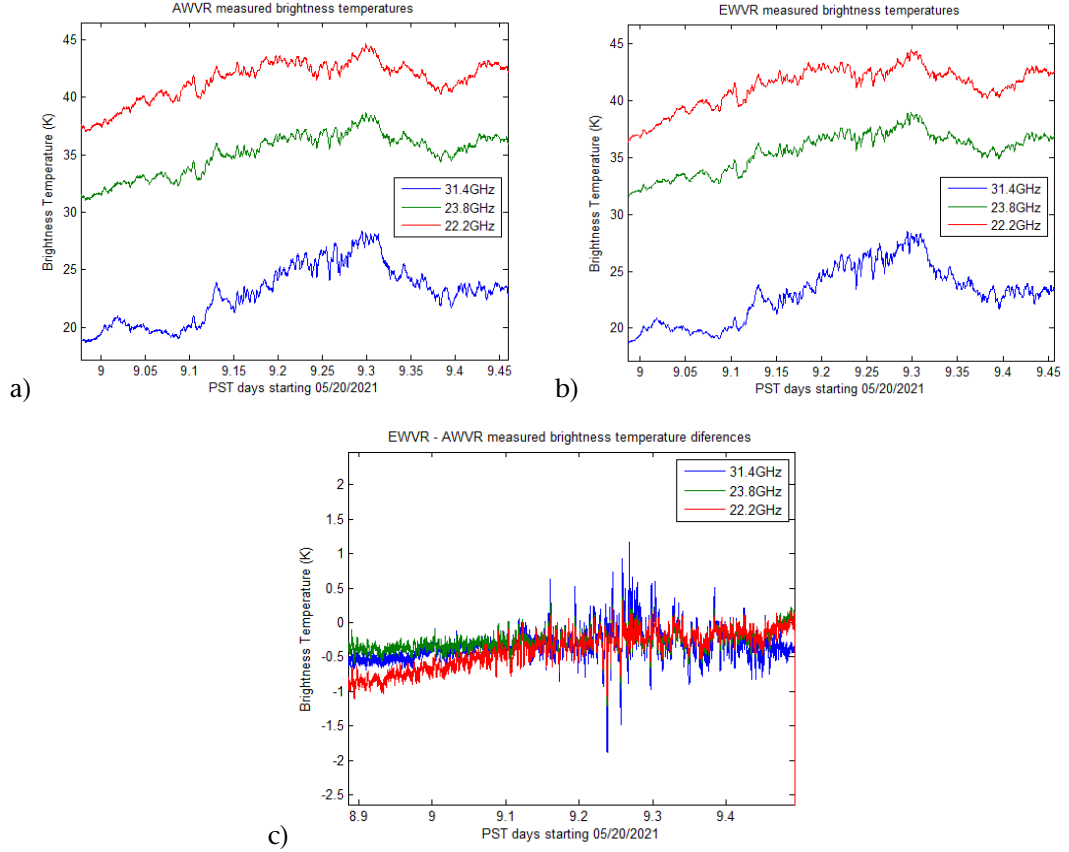 AWVR measured brightness temperatures
45
40
35
30
25
20
Brightness Temperature (K)
31.4GHz
23.8GHz
22.2GHz
9 9.05 9.1 9.15 9.2 9.25 9.3 9.35 9.4 9.45
PST days starting 05/20/2021
a)
EWVR measured brightness temperatures
45
40
35
30
25
20
Brightness Temperature (K)
31.4GHz
23.8GHz
22.2GHz
9 9.05 9.1 9.15 9.2 9.25 9.3 9.35 9.4 9.45
PST days starting 05/20/2021
b)
EWVR - AWVR measured brightness temperature diferences
2
1.5
1
0.5
0
-0.5
-1
-1.5
-2
-2.5
Brightness Temperature (K)
31.4GHz
23.8GHz
22.2GHz
8.9 9 9.1 9.2 9.3 9.4
PST days starting 05/20/2021
c)